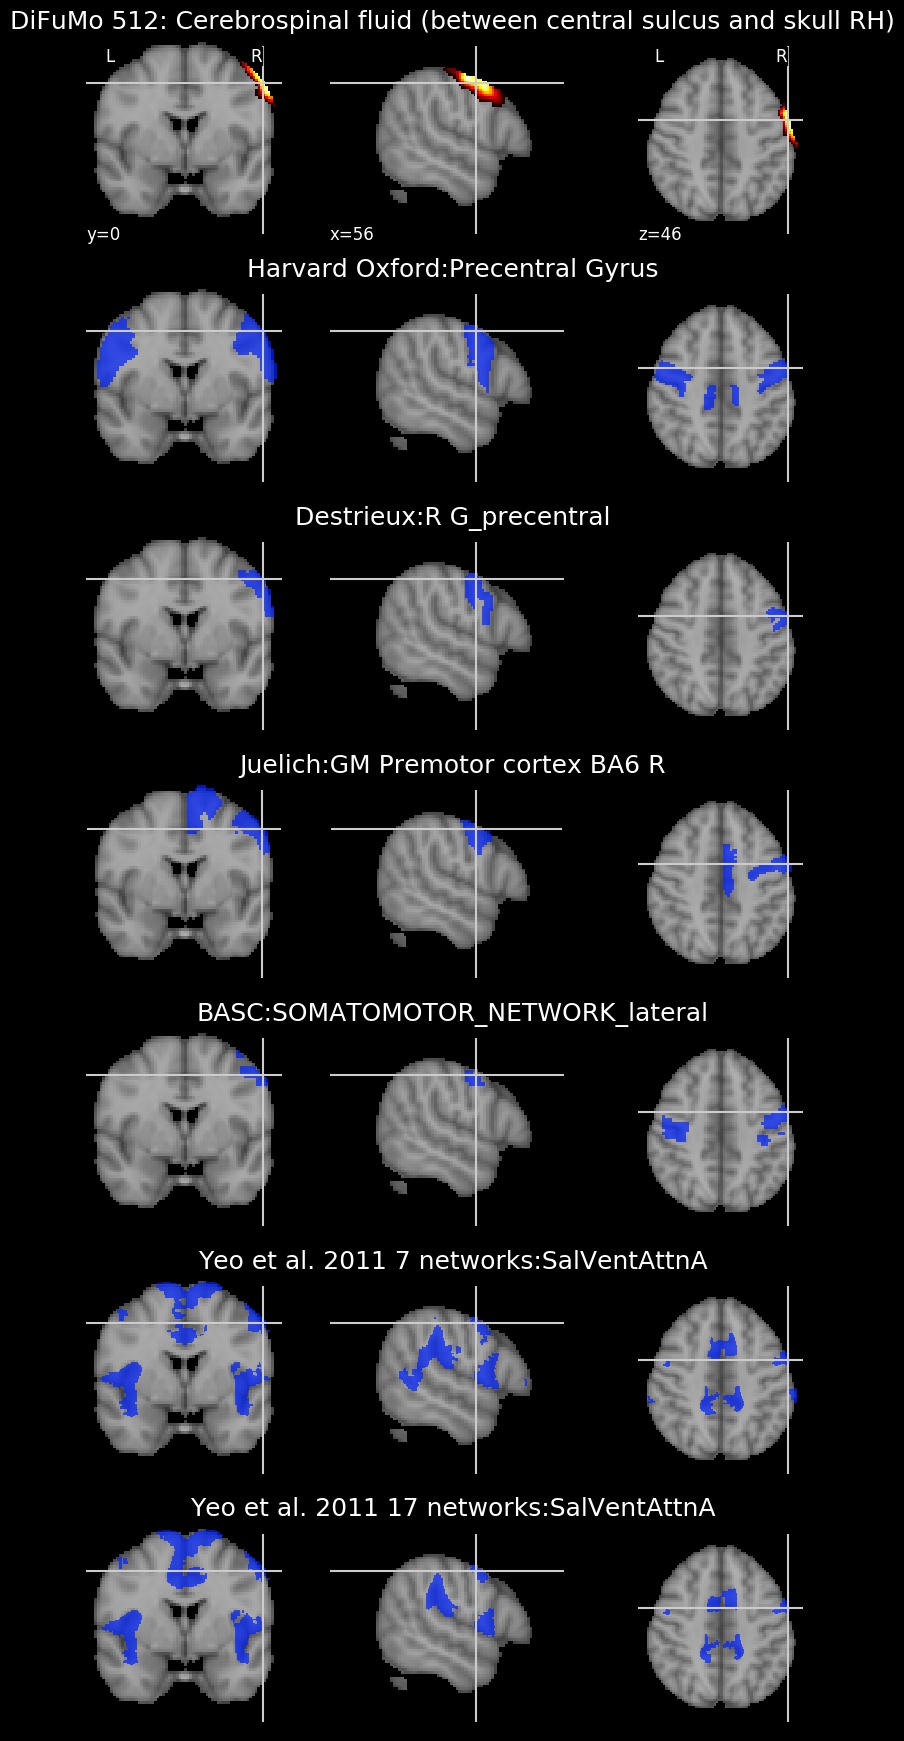 DiFuMo 512: Cerebrospinal fluid (between central sulcus and skull RH)
L R L R
y=0 x=56 z=46
Harvard Oxford:Precentral Gyrus
Destrieux:R G_precentral
Juelich:GM Premotor cortex BA6 R
BASC:SOMATOMOTOR_NETWORK_lateral
Yeo et al. 2011 7 networks:SalVentAttnA
Yeo et al. 2011 17 networks:SalVentAttnA